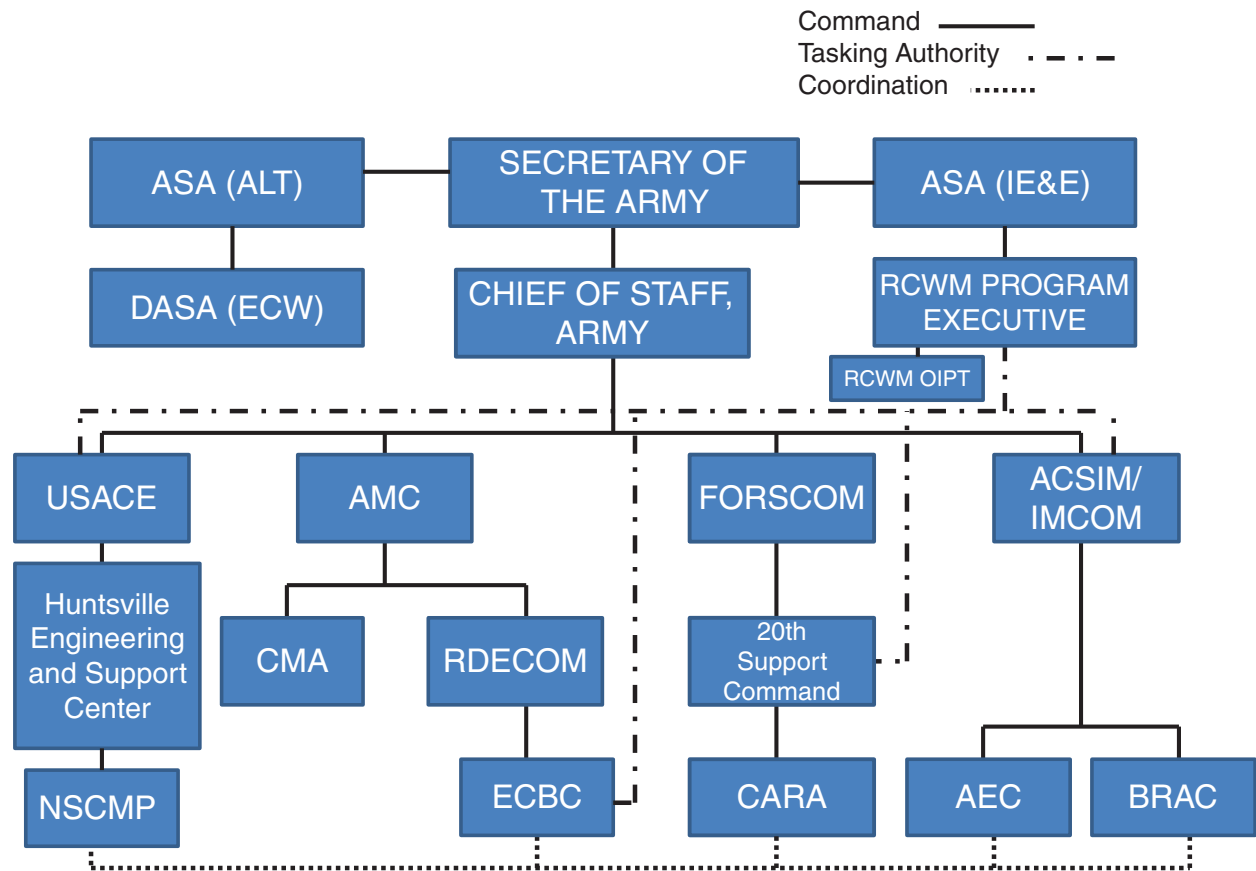 Command
Tasking Authority
Coordination
ASA (ALT)
SECRETARY OF
THE ARMY
ASA (IE&E)
DASA (ECW)
CHIEF OF STAFF,
ARMY
RCWM PROGRAM
EXECUTIVE
RCWM OIPT
USACE
AMC
FORSCOM
ACSIM/
IMCOM
Huntsville
Engineering
and Support
Center
CMA
RDECOM
20th
Support
Command
NSCMP
ECBC
CARA
AEC
BRAC